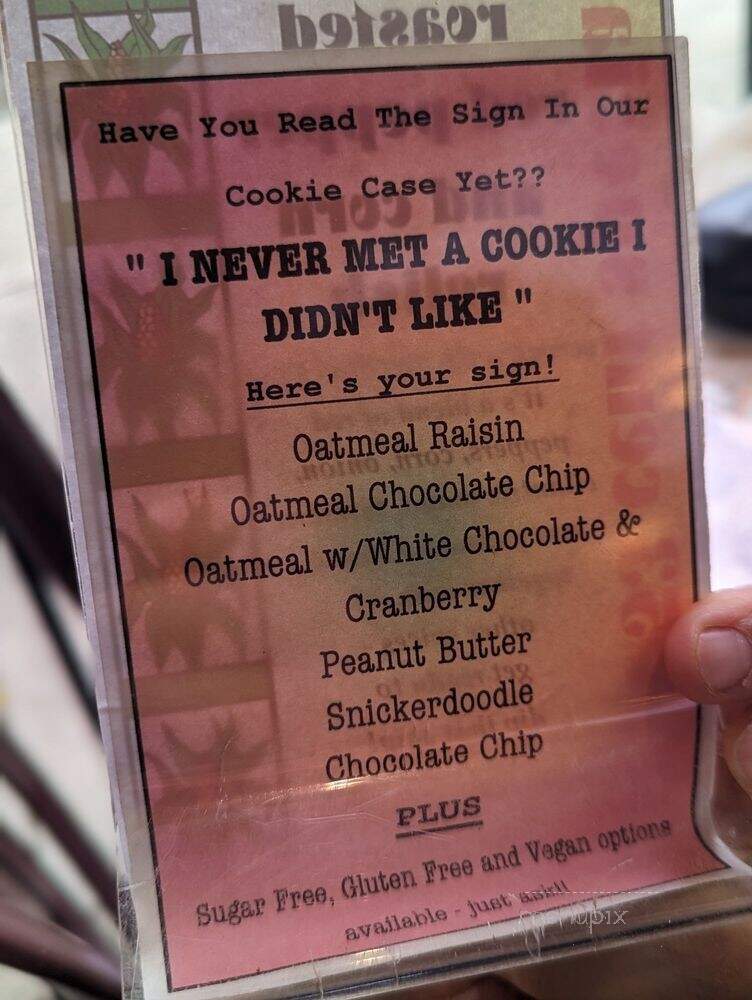 roasted
Have You Read The Sign In Our
Cookie Case Yet??
" I NEVER MET A COOKIE I
DIDN'T LIKE "
Here's your sign!
Oatmeal Raisin
Oatmeal Chocolate Chip
Oatmeal w/White Chocolate &
Cranberry
Peanut Butter
Snickerdoodle
Chocolate Chip
PLUS
Sugar Free, Gluten Free and Vegan options
available - just ask!!
menupix